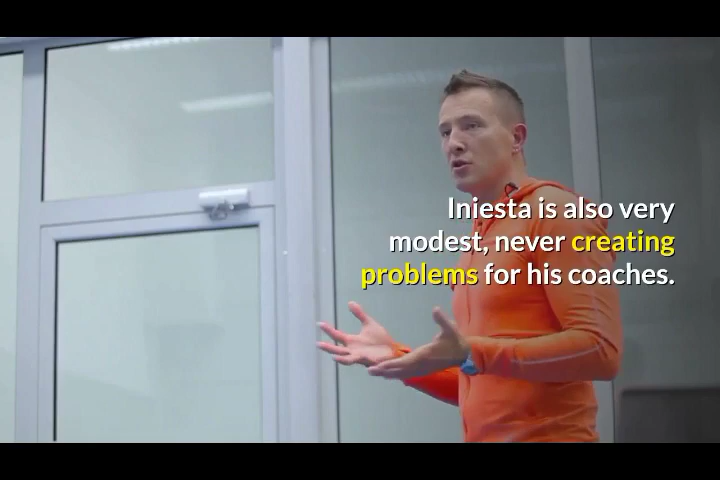 Iniesta is also very
modest, never creating
problems for his coaches.